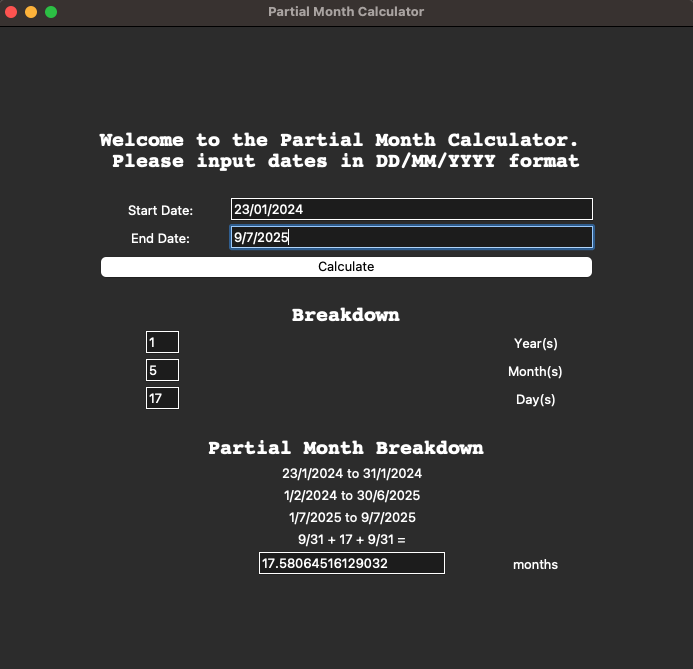 Partial Month Calculator
Welcome to the Partial Month Calculator.
Please input dates in DD/MM/YYYY format
Start Date: 23/01/2024
End Date: 9/7/2025
Calculate
Breakdown
1 Year(s)
5 Month(s)
17 Day(s)
Partial Month Breakdown
23/1/2024 to 31/1/2024
1/2/2024 to 30/6/2025
1/7/2025 to 9/7/2025
9/31 + 17 + 9/31 =
17.58064516129032 months